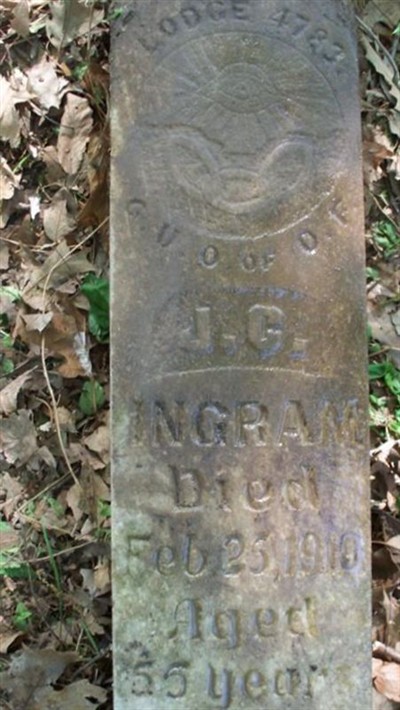 LODGE 4783.
G U O OF O F
J.C.
INGRAM
Died
Feb 25, 1910
Aged
55 years